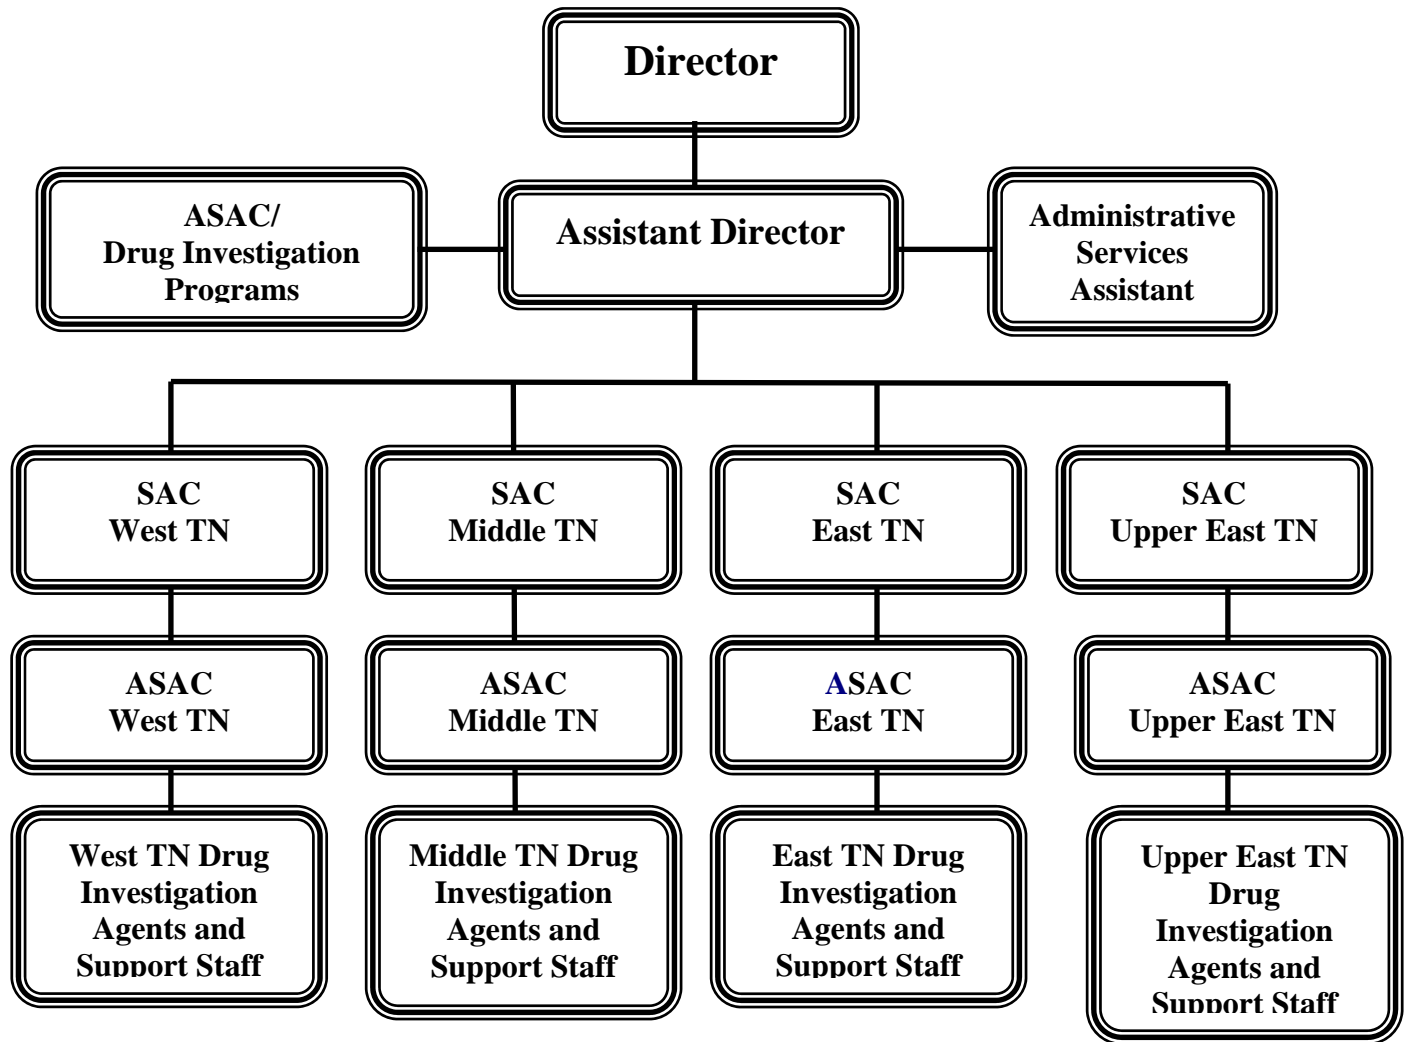 Director
ASAC/
Drug Investigation
Programs
Assistant Director
Administrative
Services
Assistant
SAC
West TN
SAC
Middle TN
SAC
East TN
SAC
Upper East TN
ASAC
West TN
ASAC
Middle TN
ASAC
East TN
ASAC
Upper East TN
West TN Drug
Investigation
Agents and
Support Staff
Middle TN Drug
Investigation
Agents and
Support Staff
East TN Drug
Investigation
Agents and
Support Staff
Upper East TN
Drug
Investigation
Agents and
Support Staff